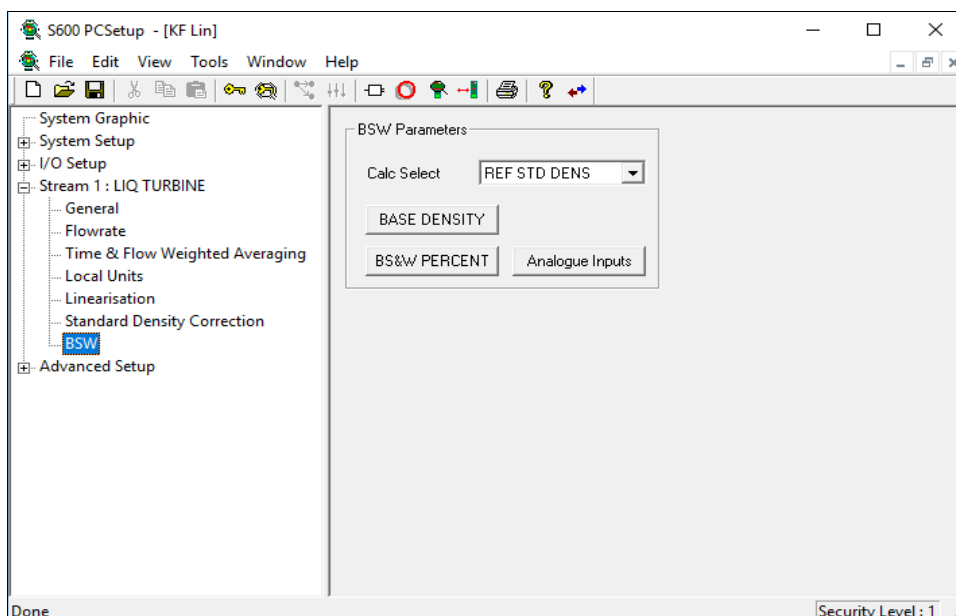 S600 PCSetup - [KF Lin]
File Edit View Tools Window Help
System Graphic
System Setup
I/O Setup
Stream 1 : LIQ TURBINE
General
Flowrate
Time & Flow Weighted Averaging
Local Units
Linearisation
Standard Density Correction
BSW
Advanced Setup
BSW Parameters
Calc Select REF STD DENS
BASE DENSITY
BS&W PERCENT Analogue Inputs
Done Security Level : 1